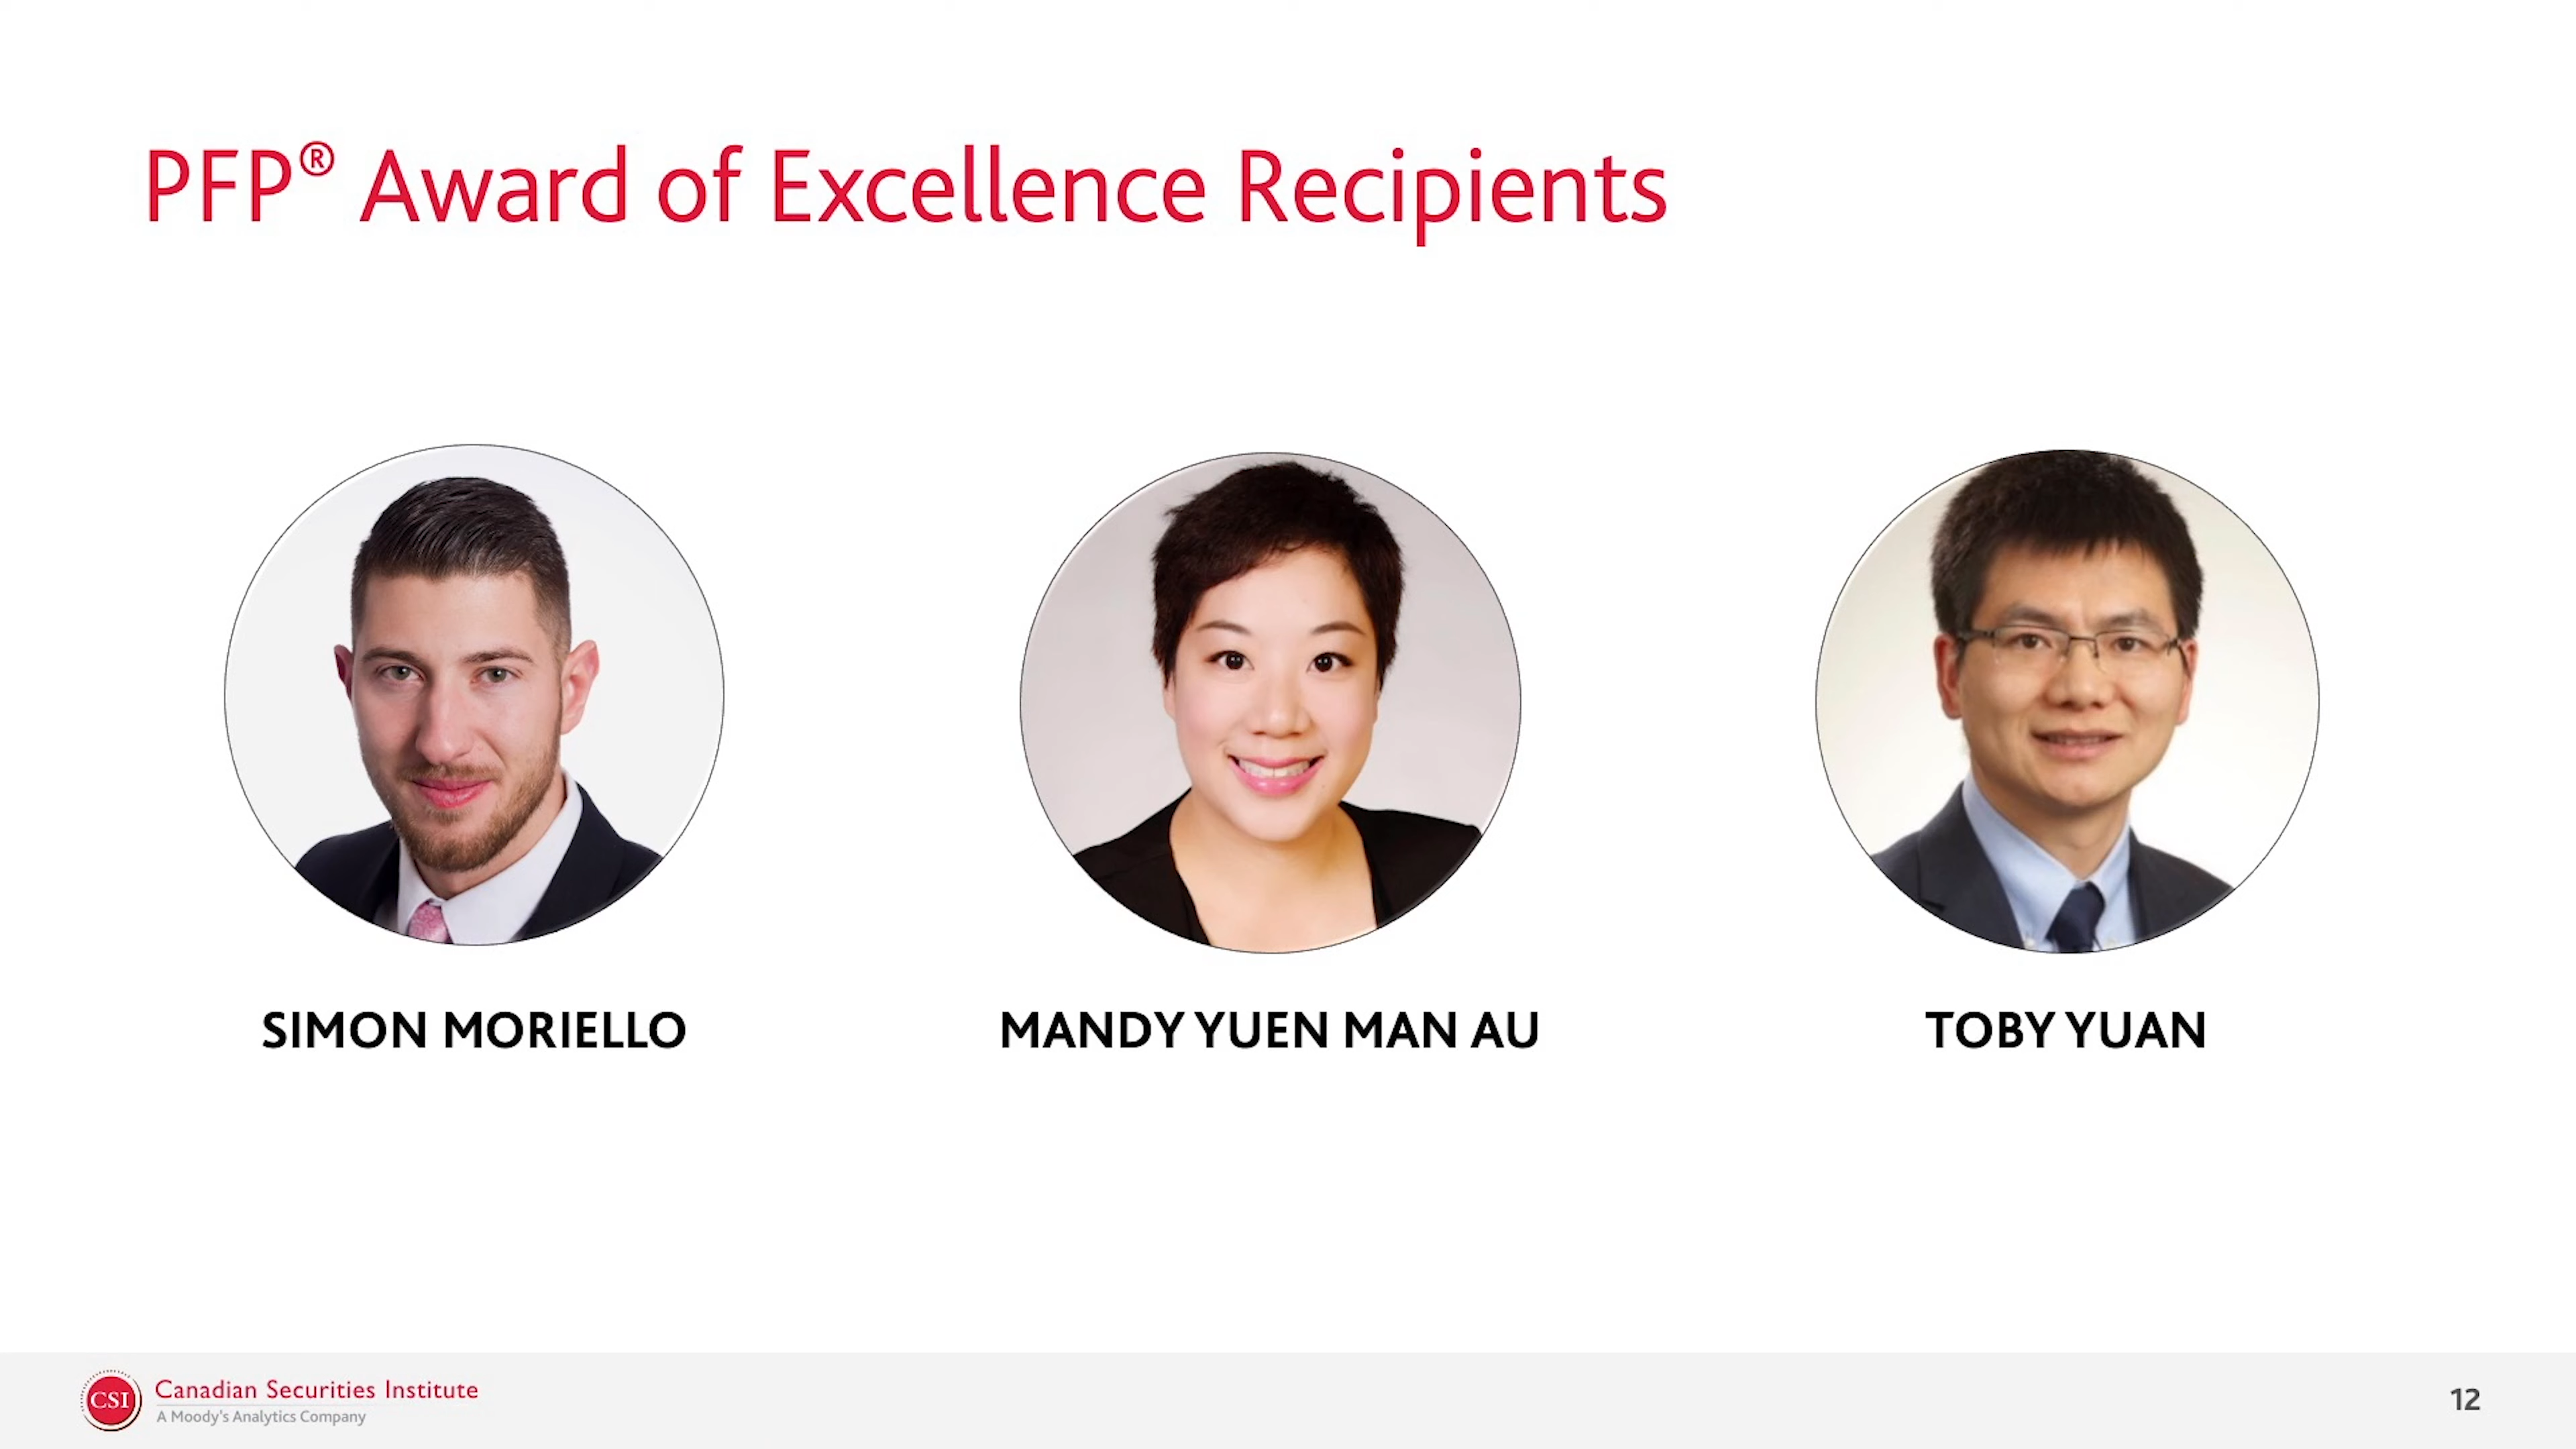 PFP® Award of Excellence Recipients
SIMON MORIELLO
MANDY YUEN MAN AU
TOBY YUAN
CSI
Canadian Securities Institute
A Moody's Analytics Company
12